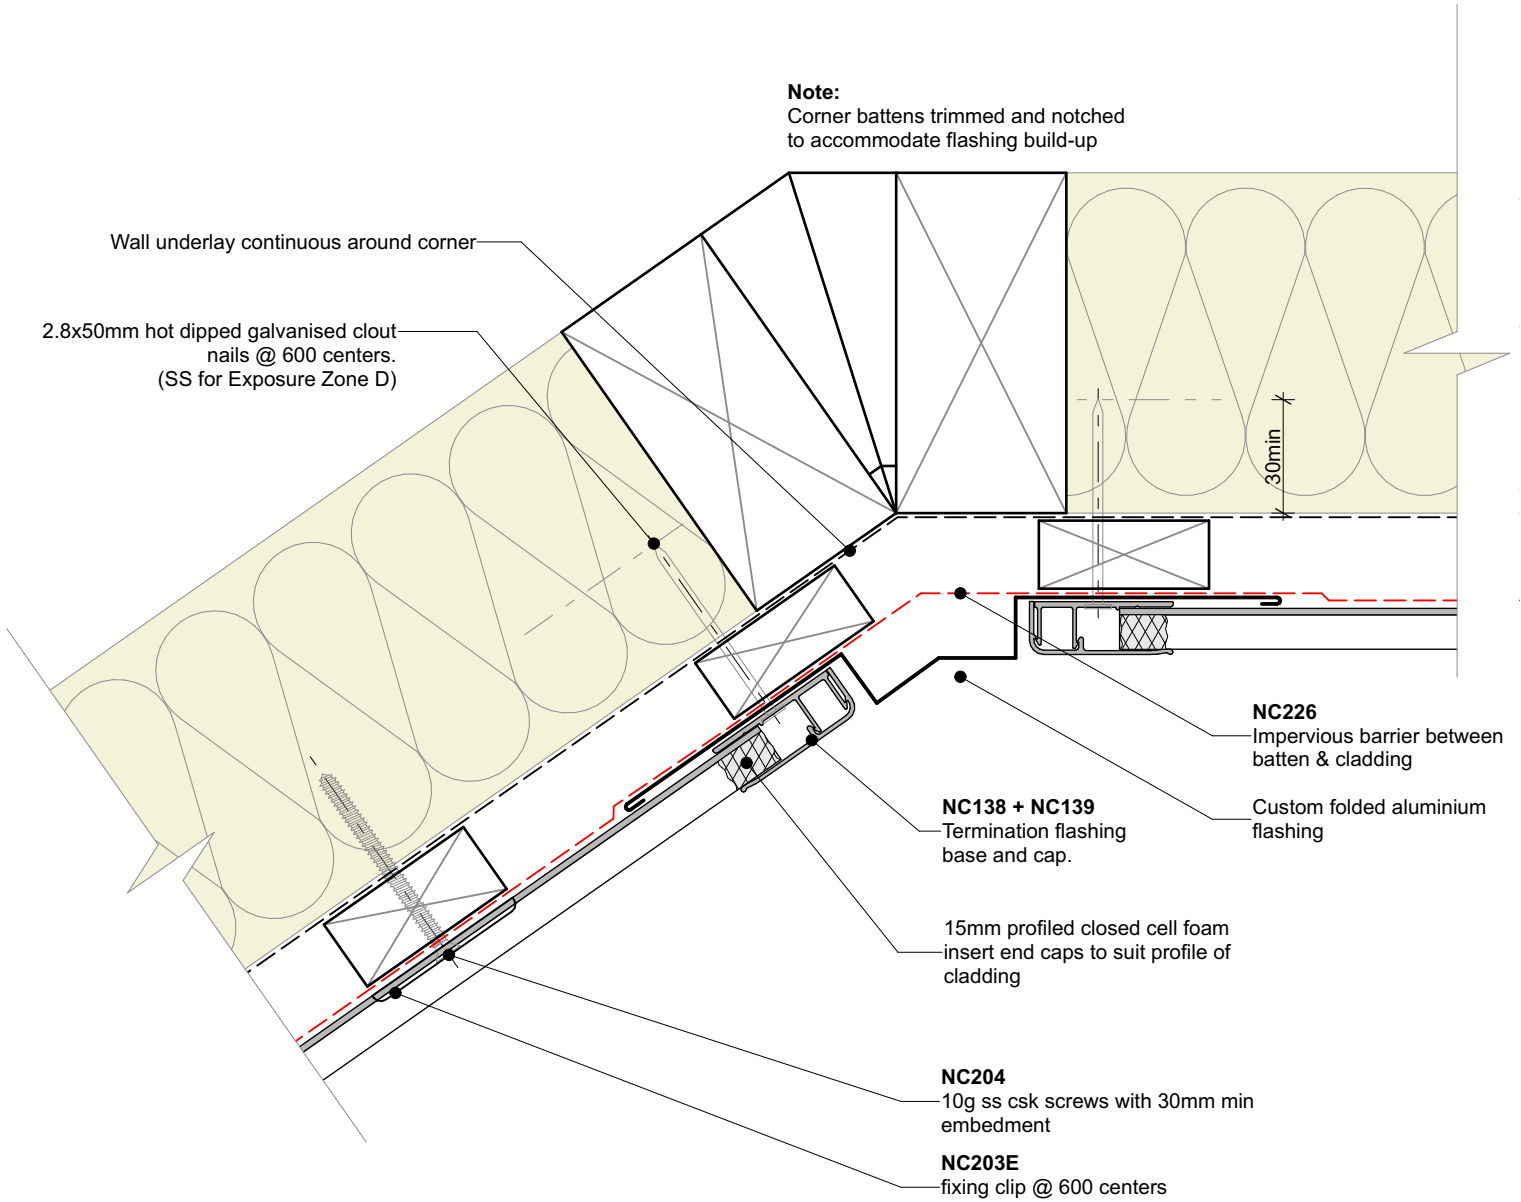 Note:
Corner battens trimmed and notched
to accommodate flashing build-up
Wall underlay continuous around corner
2.8x50mm hot dipped galvanised clout
nails @ 600 centers.
(SS for Exposure Zone D)
30min
NC226
Impervious barrier between
batten & cladding
Custom folded aluminium
flashing
NC138 + NC139
Termination flashing
base and cap.
15mm profiled closed cell foam
insert end caps to suit profile of
cladding
NC204
10g ss csk screws with 30mm min
embedment
NC203E
fixing clip @ 600 centers